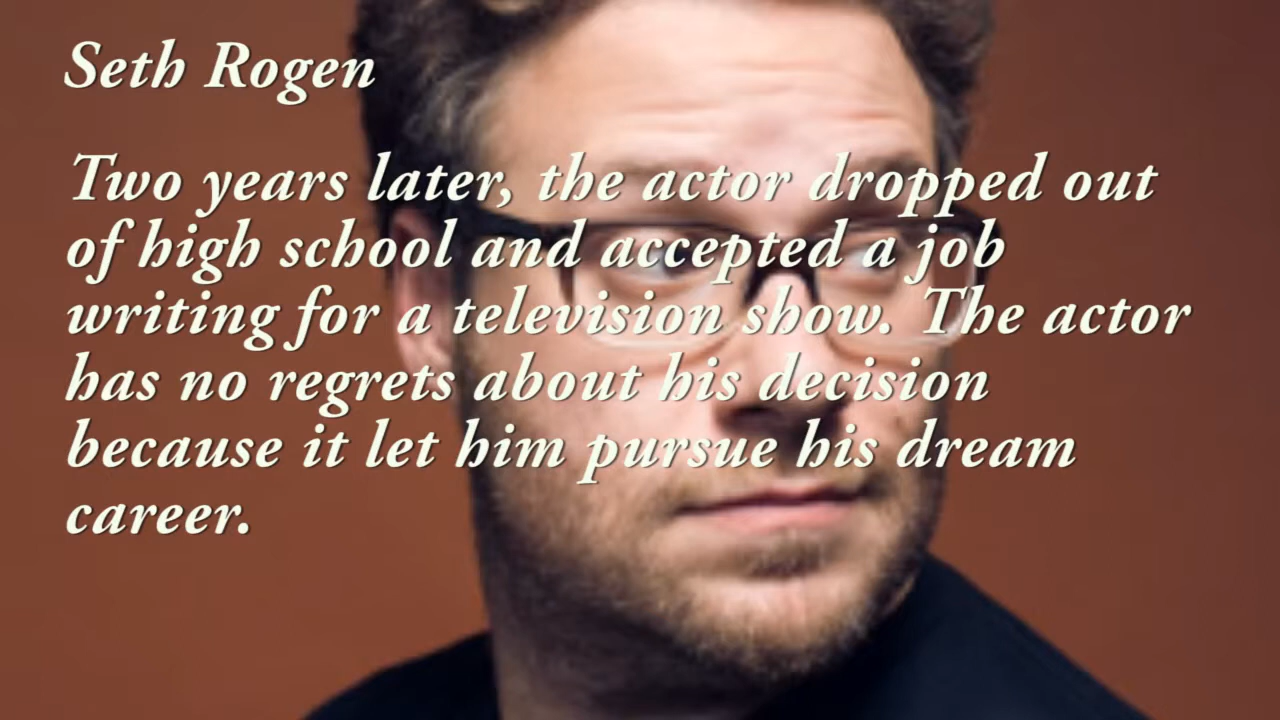 Seth Rogen
Two years later, the actor dropped out
of high school and accepted a job
writing for a television show. The actor
has no regrets about his decision
because it let him pursue his dream
career.